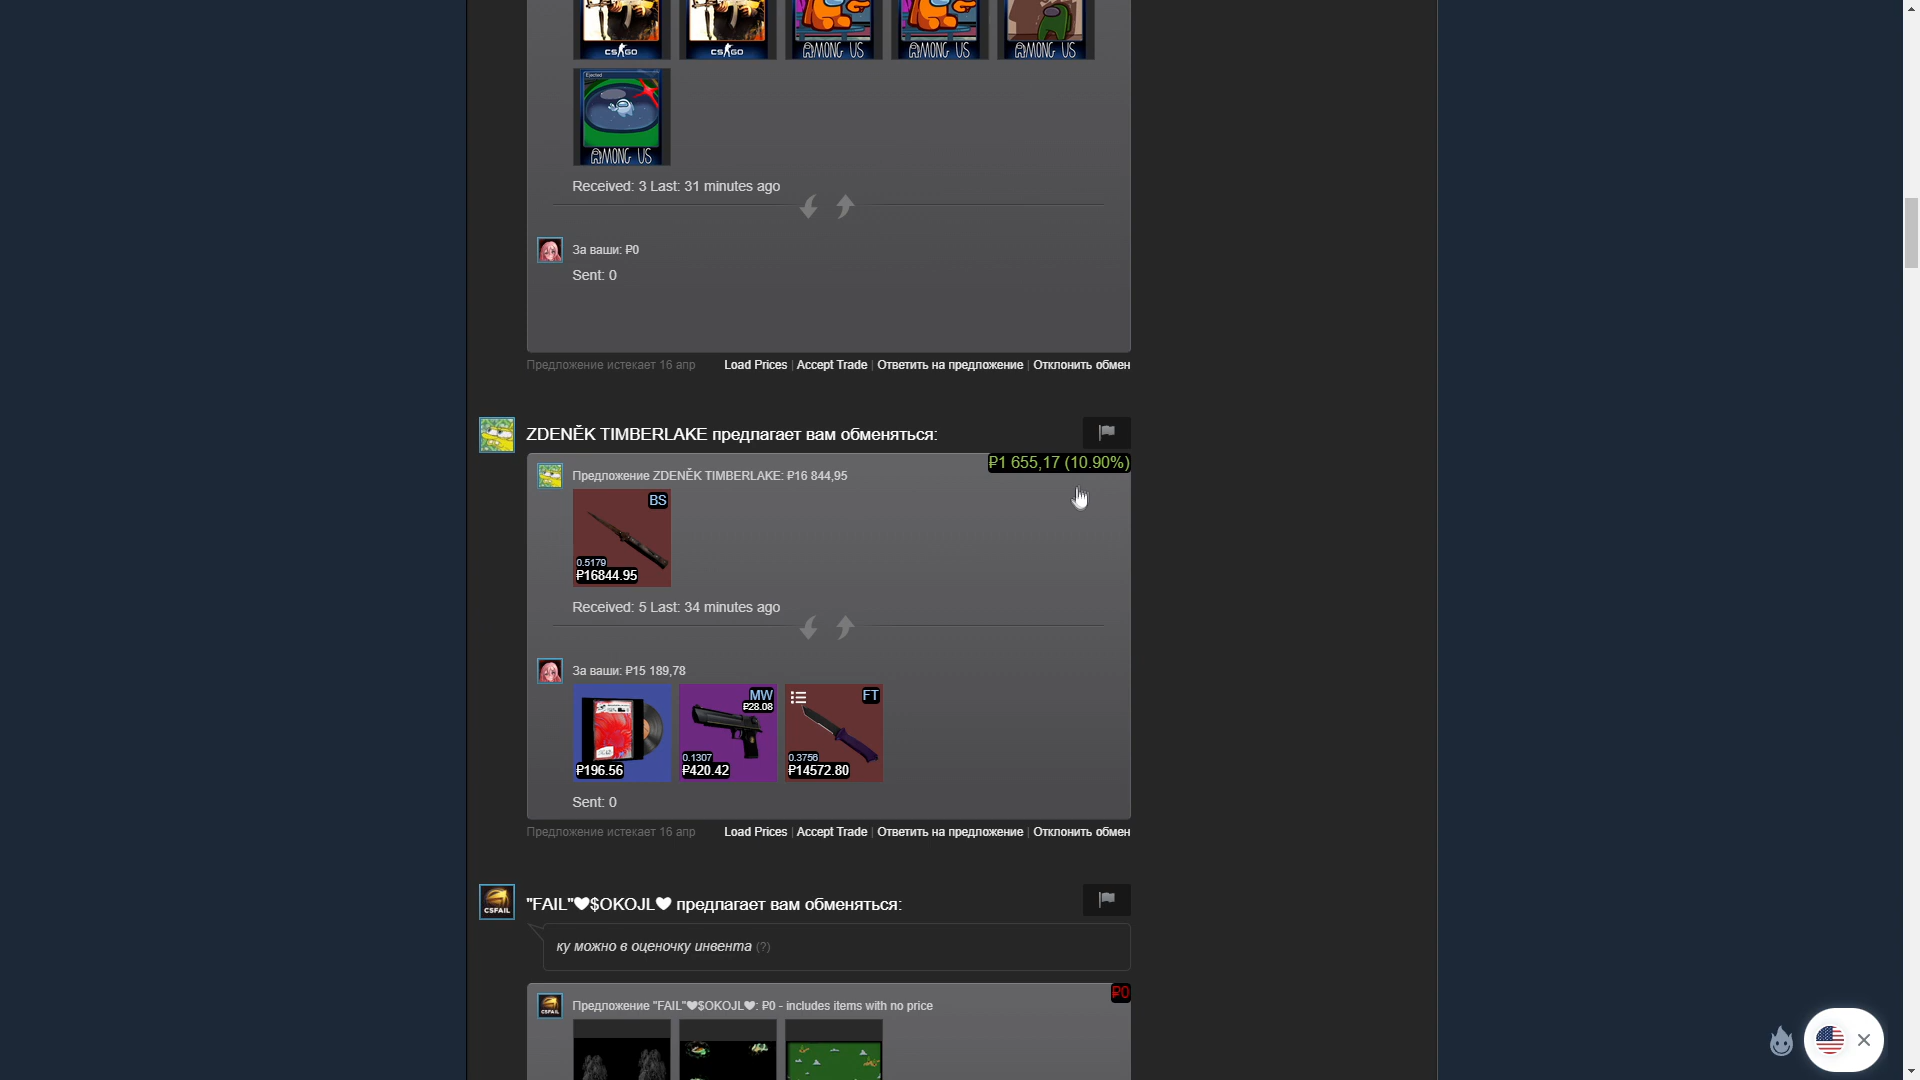 CS GO
CS GO
AMONG US
AMONG US
AMONG US
Ejected
AMONG US
Received: 3 Last: 31 minutes ago
За ваши: ₽0
Sent: 0
Предложение истекает 16 апр
Load Prices | Accept Trade | Ответить на предложение | Отклонить обмен
ZDENĚK TIMBERLAKE предлагает вам обменяться:
₽1 655,17 (10.90%)
Предложение ZDENĚK TIMBERLAKE: ₽16 844,95
BS
0.5179
₽16844.95
Received: 5 Last: 34 minutes ago
За ваши: ₽15 189,78
₽196.56
MW
₽28.08
0.1307
₽420.42
FT
0.3756
₽14572.80
Sent: 0
Предложение истекает 16 апр
Load Prices | Accept Trade | Ответить на предложение | Отклонить обмен
CSFAIL
"FAIL"♥$OKOJL♥ предлагает вам обменяться:
ку можно в оценочку инвента (?)
₽0
CSFAIL
Предложение "FAIL"♥$OKOJL♥: ₽0 - includes items with no price